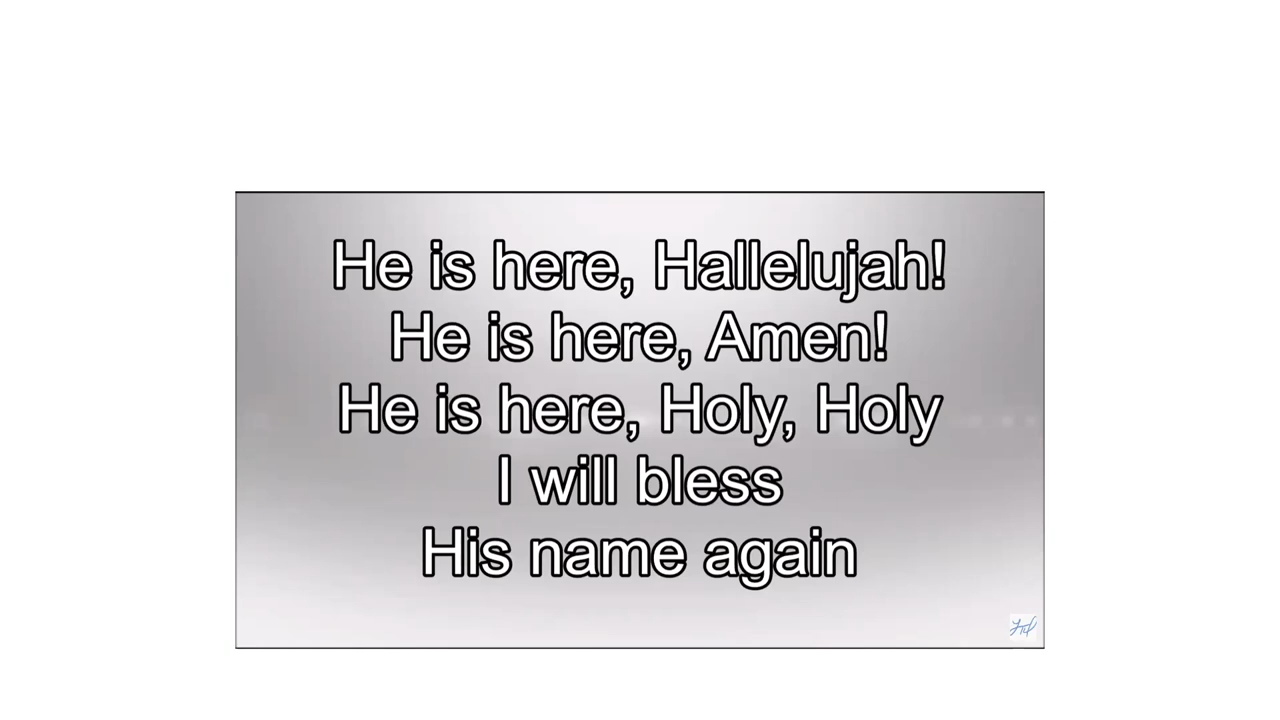 He is here, Hallelujah!
He is here, Amen!
He is here, Holy, Holy
I will bless
His name again